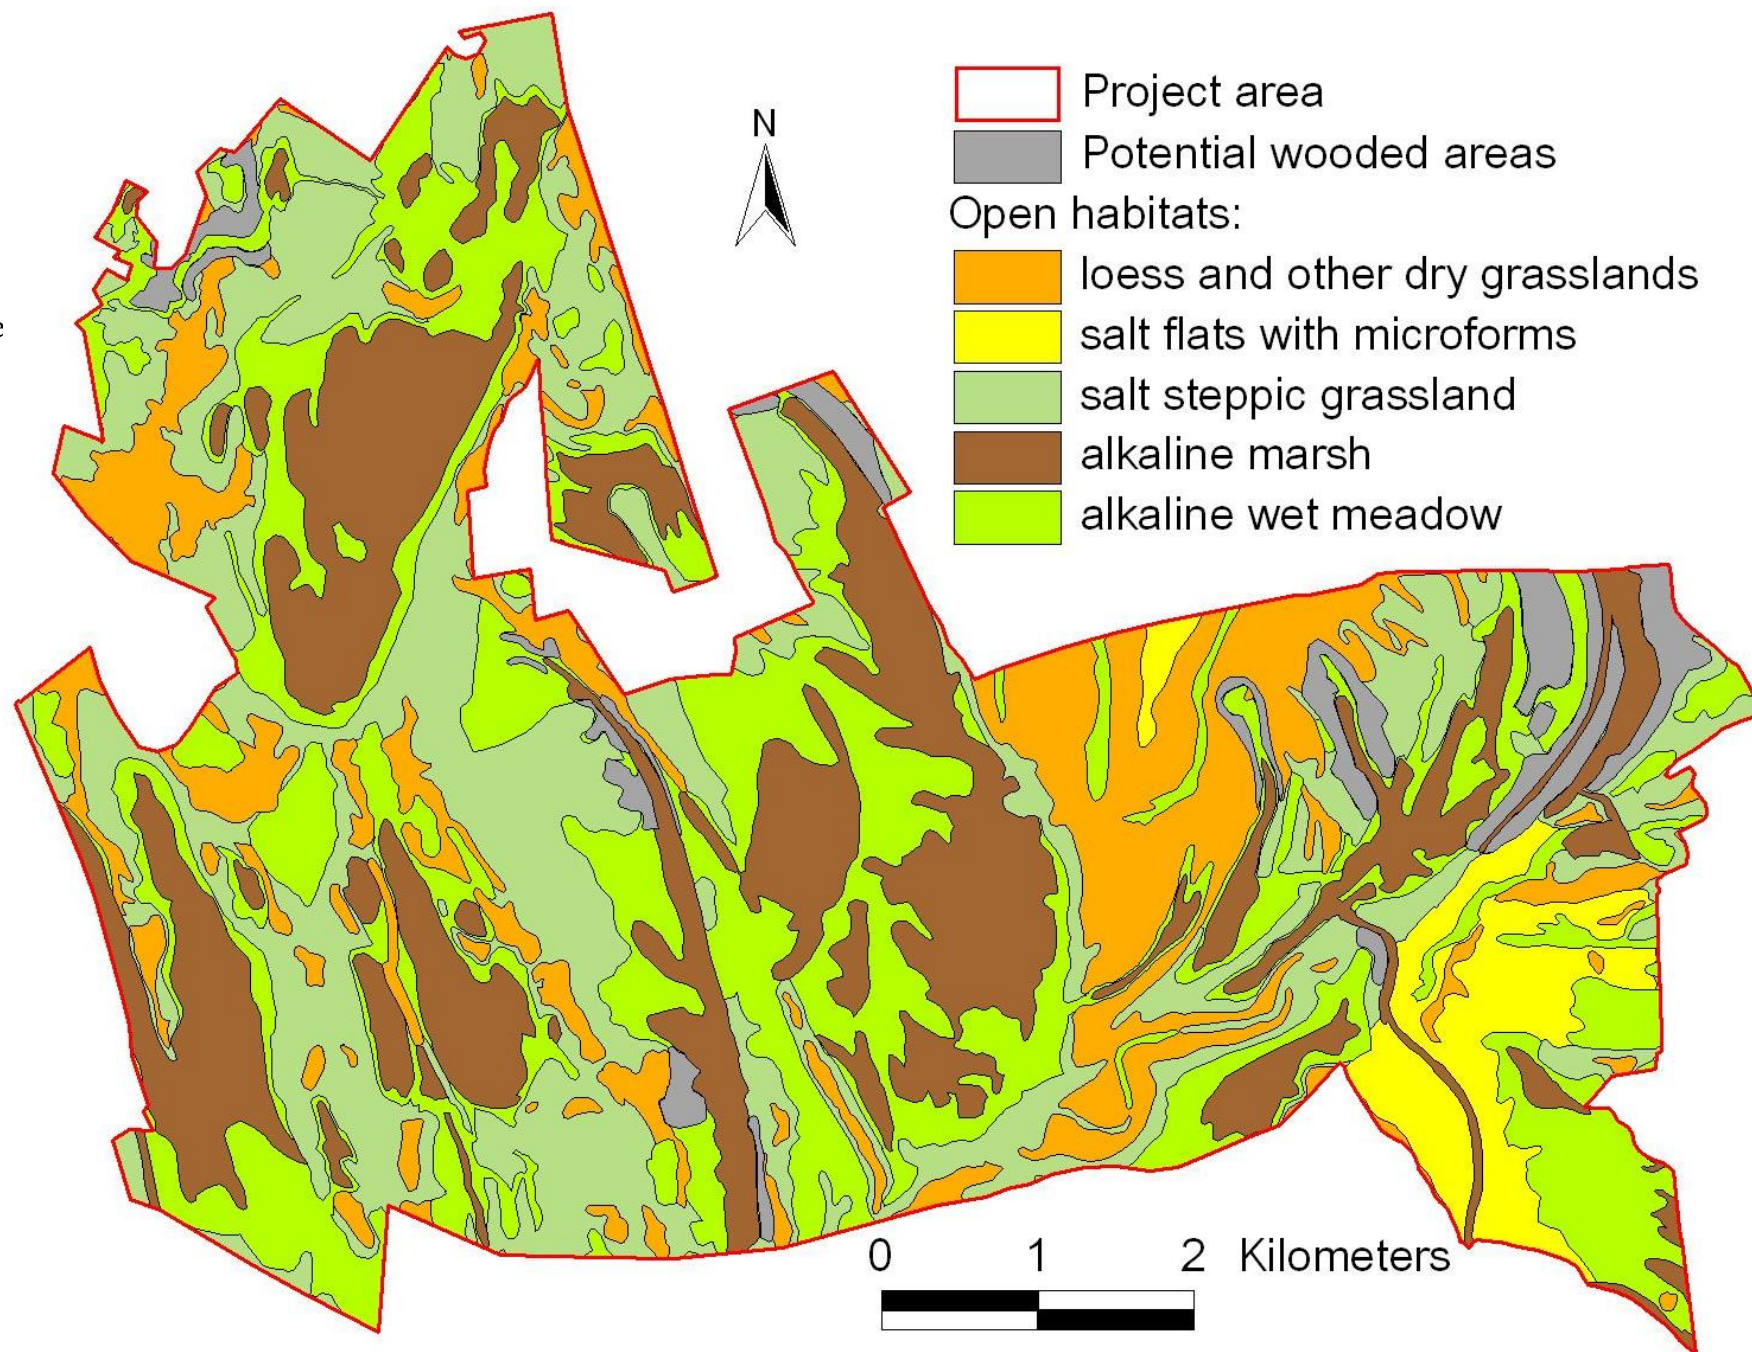 N
Project area
Potential wooded areas
Open habitats:
loess and other dry grasslands
salt flats with microforms
salt steppic grassland
alkaline marsh
alkaline wet meadow
e
0 1 2 Kilometers